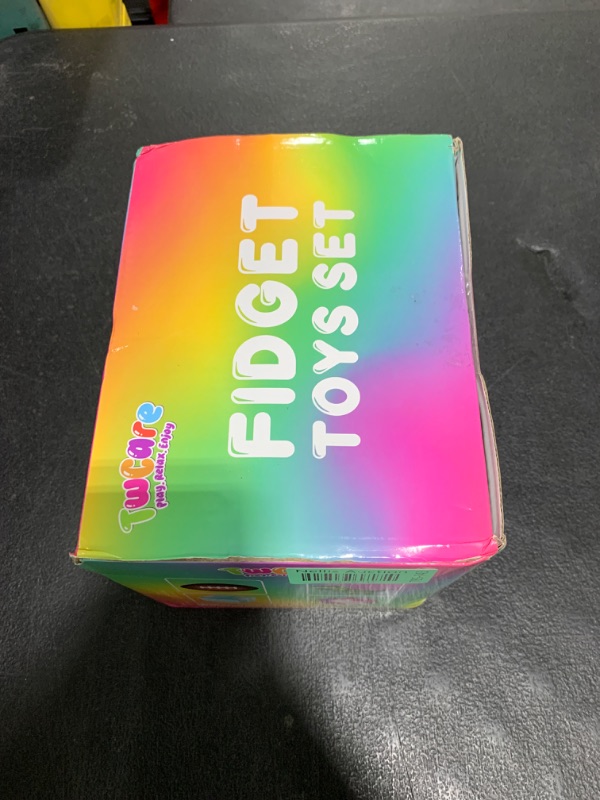 FIDGET
TOYS SET
TWCare
Play. Relax. Enjoy